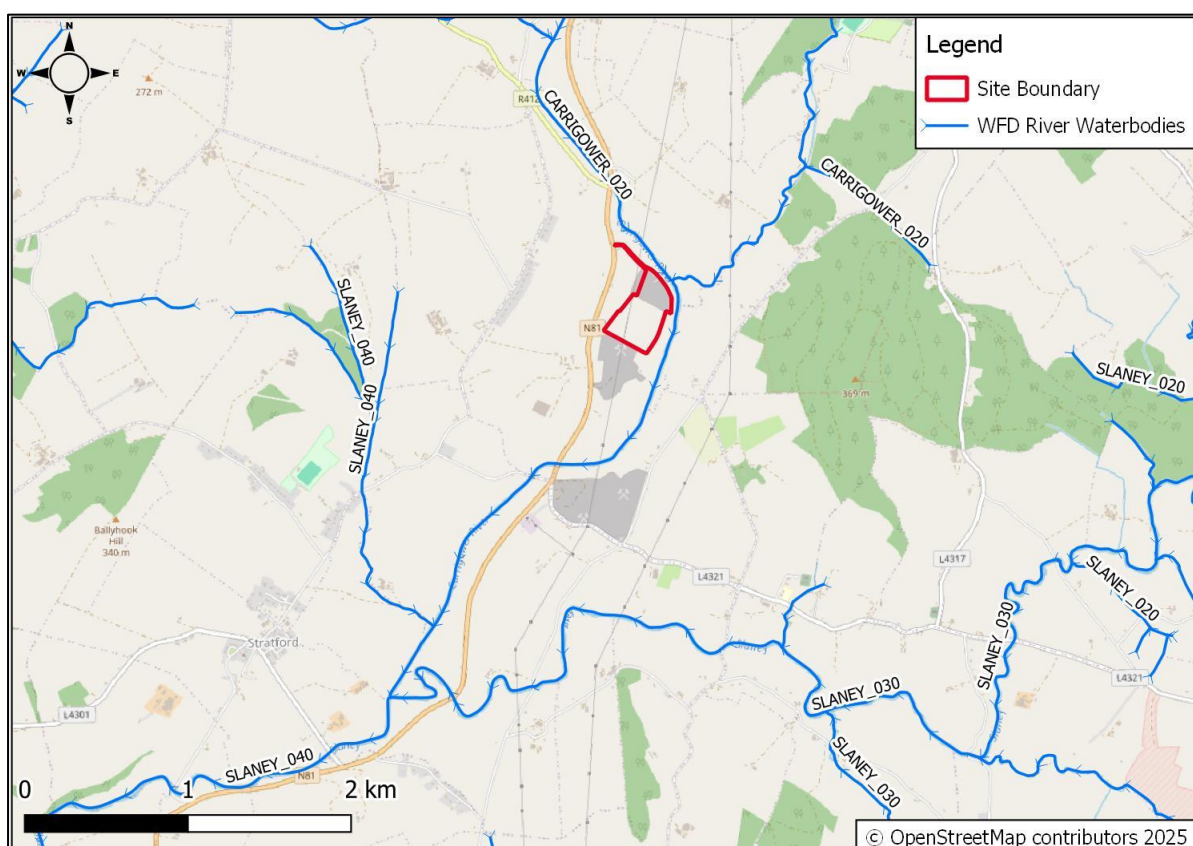 N
W
E
S
272 m
R412
CARRIGOWER_020
Legend
Site Boundary
WFD River Waterbodies
CARRIGOWER_020
SLANEY_040
N81
SLANEY_020
369 m
SLANEY_040
Ballyhook
Hill
340 m
L4317
L4321
SLANEY_020
Stratford
SLANEY_030
Slaney
L4321
SLANEY_030
L4301
SLANEY_040
N81
SLANEY_030
0
1
2 km
© OpenStreetMap contributors 2025